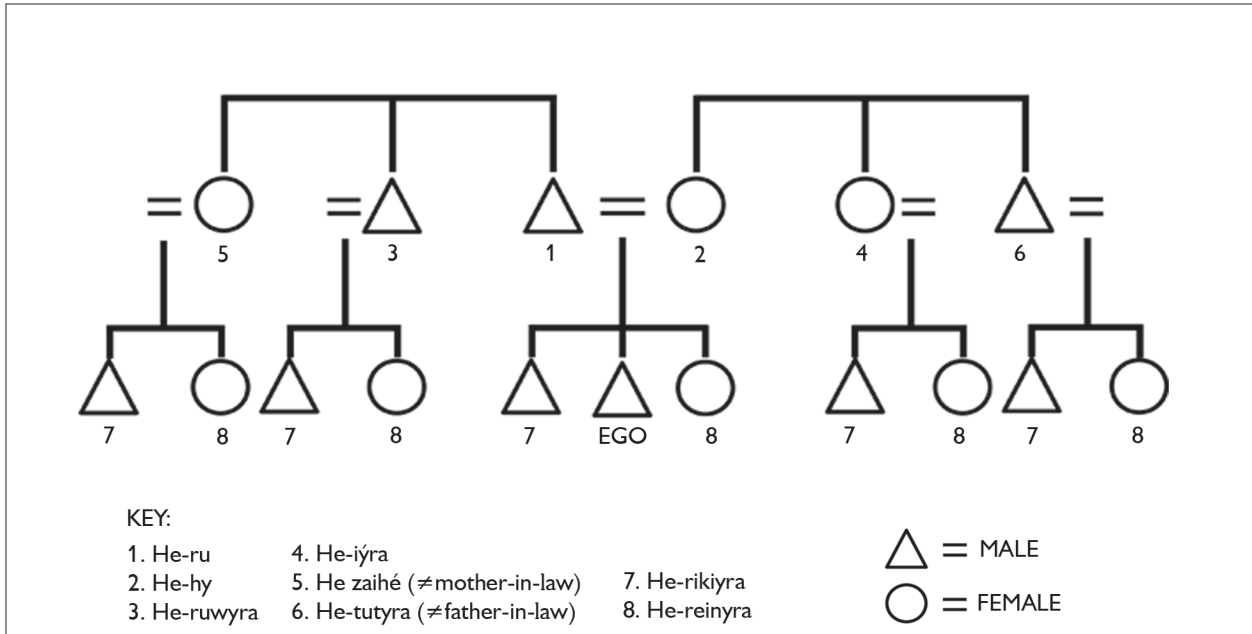 5 3 1 2 4 6
7 8 7 8 7 EGO 8 7 8 7 8
KEY:
1. He-ru
2. He-hy
3. He-ruwyra
4. He-iýra
5. He zaihé (≠mother-in-law)
6. He-tutyra (≠father-in-law)
7. He-rikiyra
8. He-reinyra
= MALE
= FEMALE